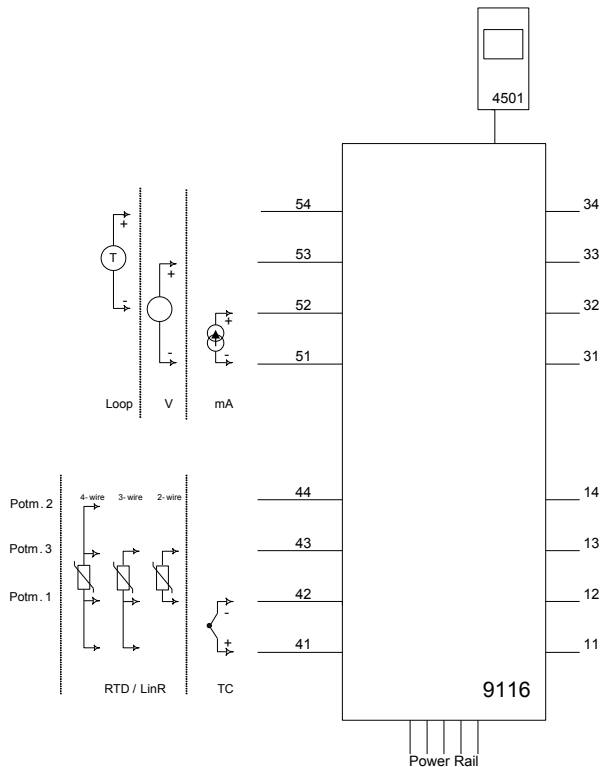 4501
54
34
+
T
53
33
+
-
52
32
+
51
31
-
-
Loop
V
mA
Potm. 2
4-wire
3-wire
2-wire
44
14
Potm. 3
43
13
Potm. 1
42
12
-
+
41
11
RTD / LinR
TC
9116
Power Rail